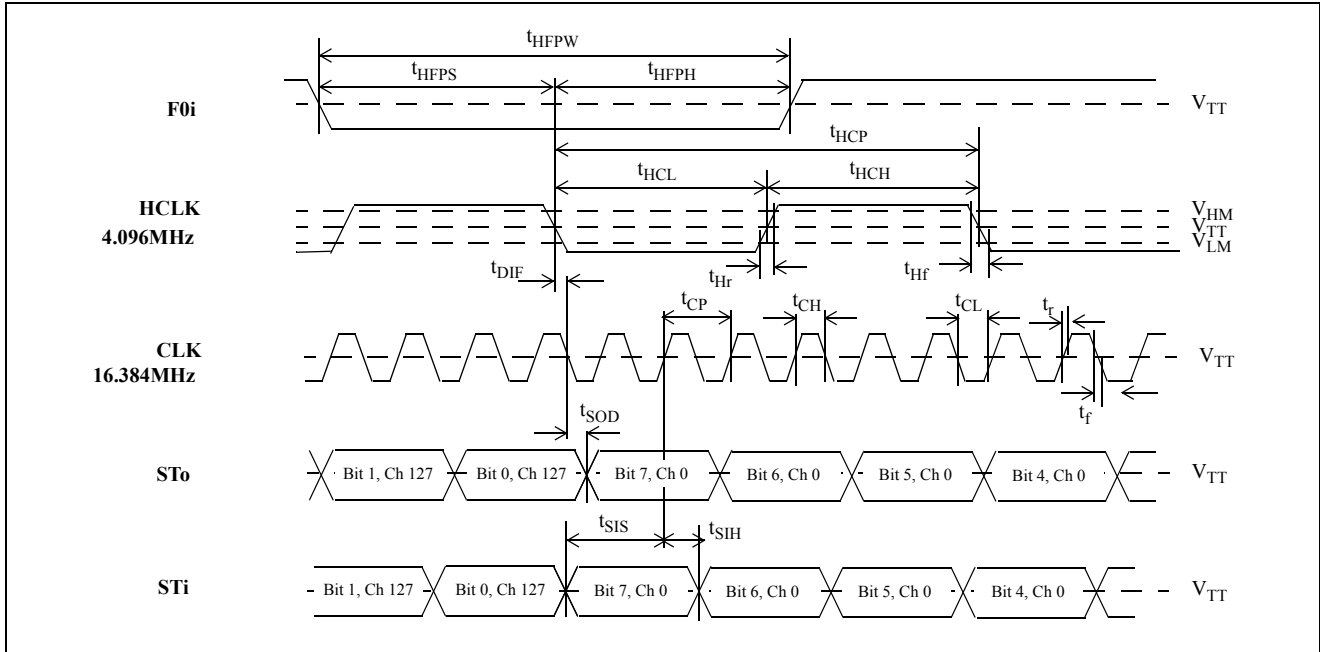 tHFPW
tHFPS tHFPH
F0i VTT
tHCP
tHCL tHCH
HCLK VHM
VTT
4.096MHz VLM
tDIF tHr tHf
tCP tCH tCL tr
CLK VTT
16.384MHz
tf
tSOD
STo Bit 1, Ch 127 Bit 0, Ch 127 Bit 7, Ch 0 Bit 6, Ch 0 Bit 5, Ch 0 Bit 4, Ch 0 VTT
tSIS tSIH
STi Bit 1, Ch 127 Bit 0, Ch 127 Bit 7, Ch 0 Bit 6, Ch 0 Bit 5, Ch 0 Bit 4, Ch 0 VTT